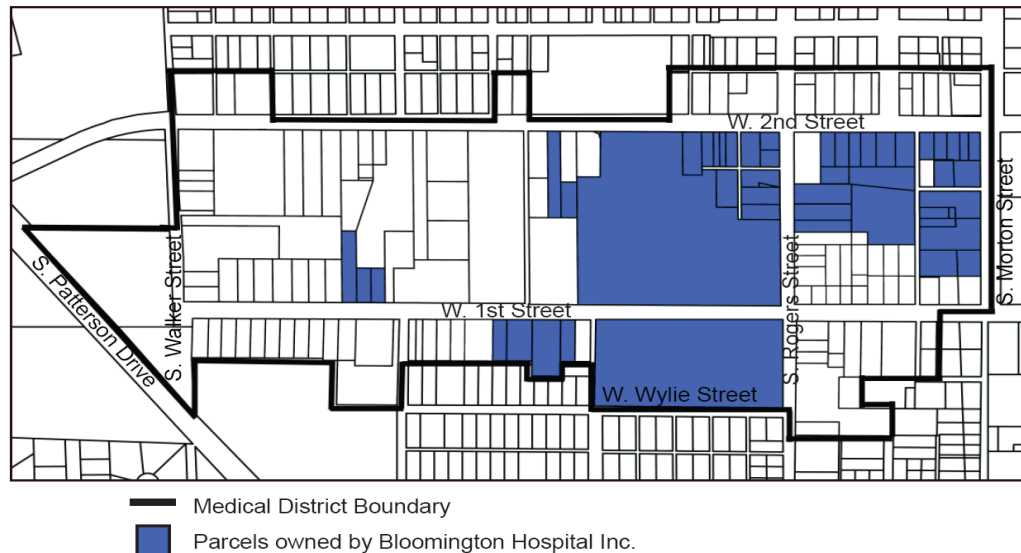 W. 2nd Street
S. Morton Street
S. Walker Street
S. Rogers Street
S. Patterson Drive
W. 1st Street
W. Wylie Street
Medical District Boundary
Parcels owned by Bloomington Hospital Inc.